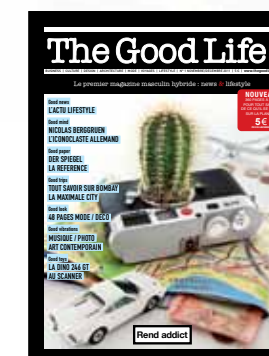 The Good Life
Le premier magazine masculin hybride : news & lifestyle
NOUVEAU
5€
Good news
L'ACTU LIFESTYLE
Good mind
NICOLAS BERGGRUEN
L'ICONOCLASTE ALLEMAND
Good paper
DER SPIEGEL
LA REFERENCE
Good trips
TOUT SAVOIR SUR BOMBAY
LA MAXIMALE CITY
Good look
48 PAGES MODE / DÉCO
Good vibrations
MUSIQUE / PHOTO
ART CONTEMPORAIN
Good toys
LA DINO 246 GT
AU SCANNER
Rend addict